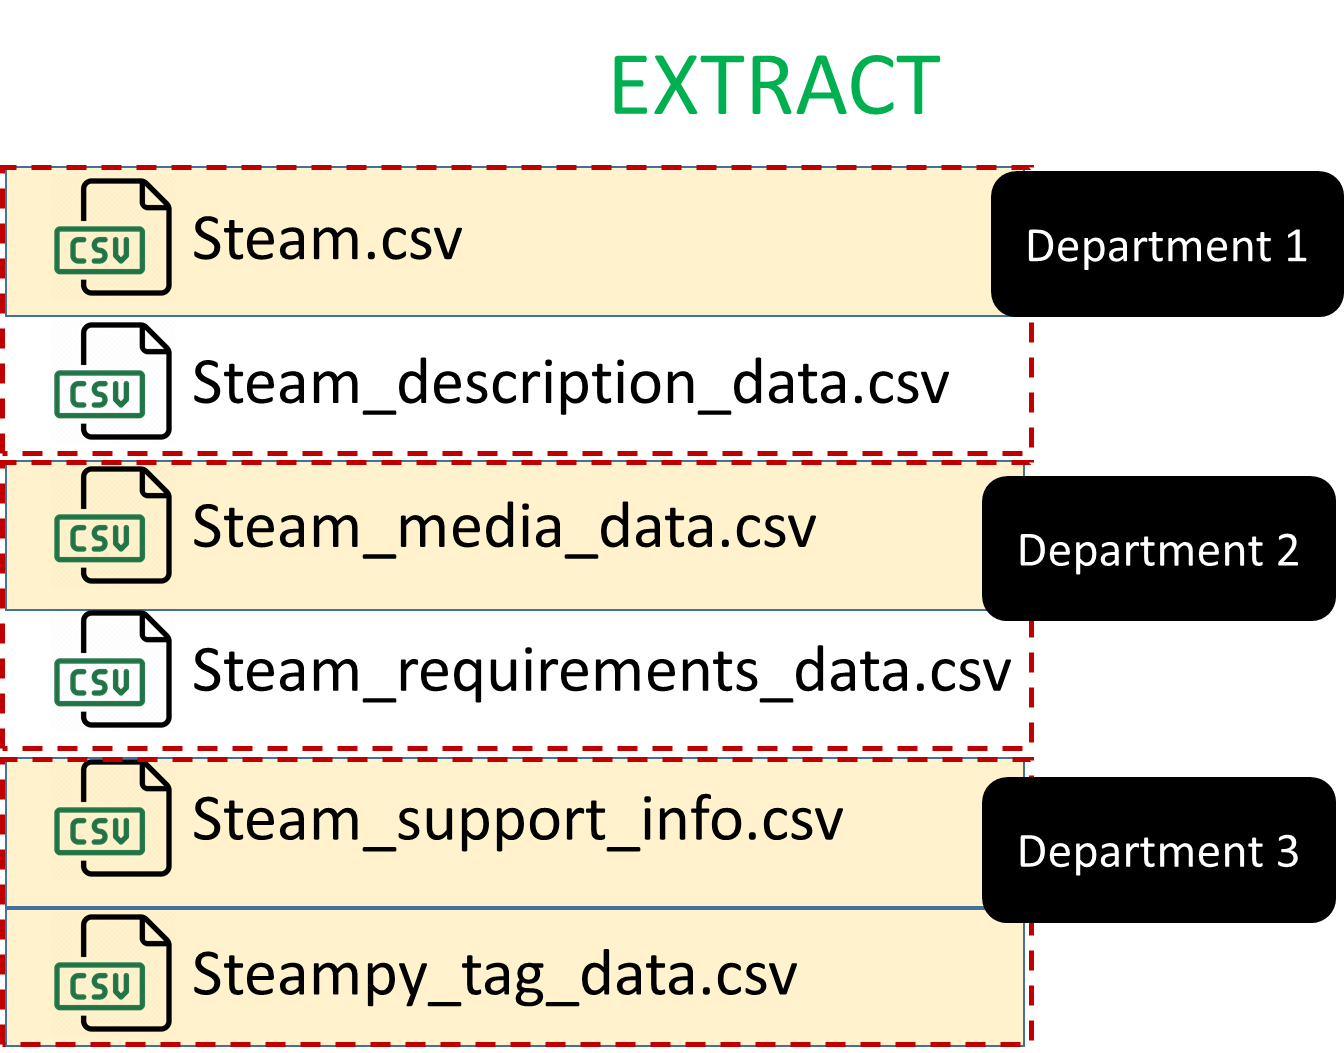 EXTRACT
CSV
Steam.csv
Department 1
CSV
Steam_description_data.csv
CSV
Steam_media_data.csv
Department 2
CSV
Steam_requirements_data.csv
CSV
Steam_support_info.csv
Department 3
CSV
Steampy_tag_data.csv